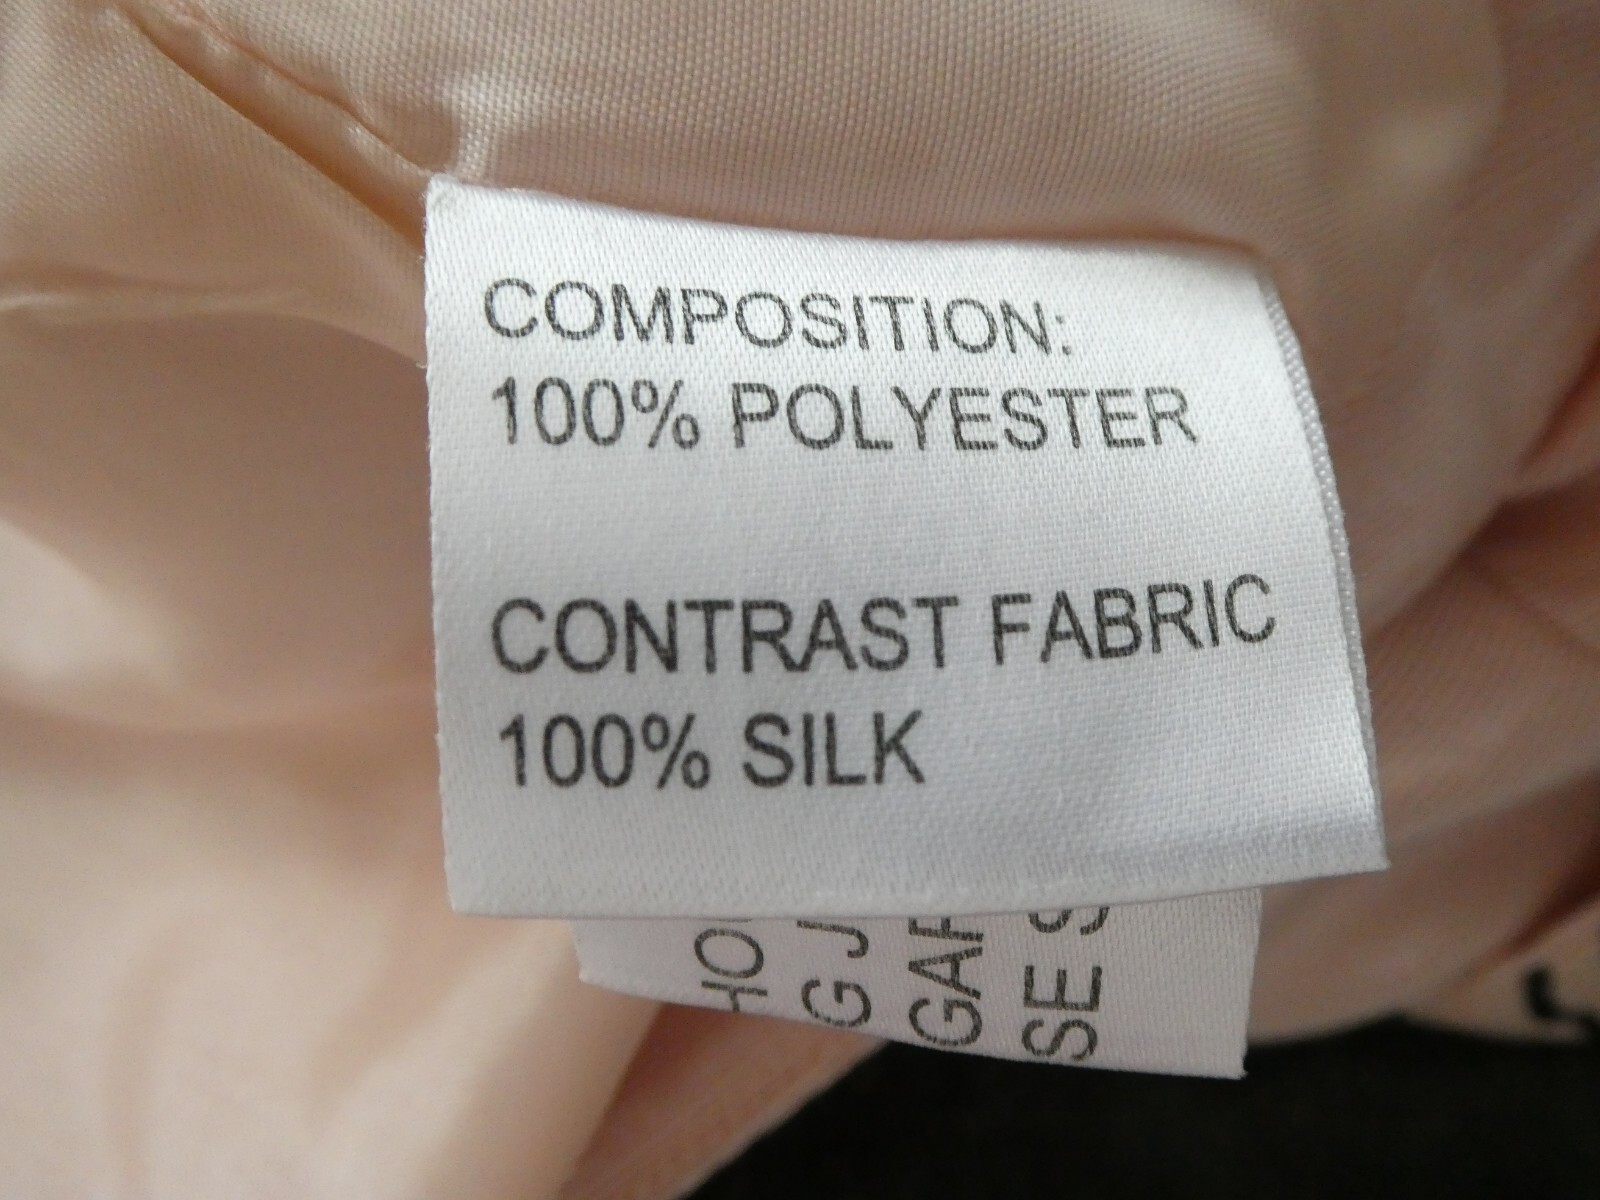 COMPOSITION:
100% POLYESTER
CONTRAST FABRIC
100% SILK